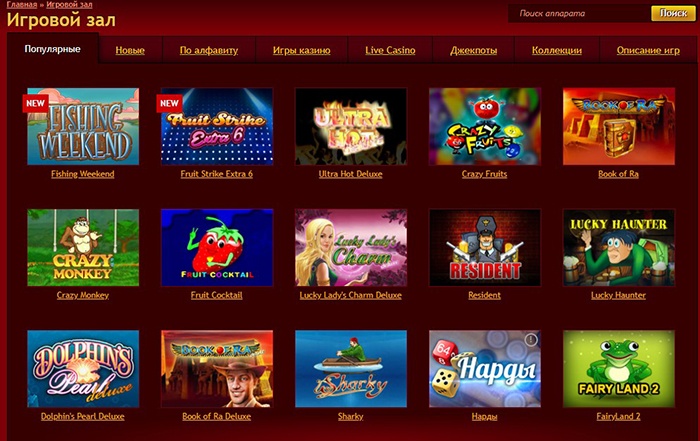 Главная » Игровой зал
Игровой зал
Поиск аппарата
Поиск
Популярные
Новые
По алфавиту
Игры казино
Live Casino
Джекпоты
Коллекции
Описание игр
NEW
FISHING
WEEKEND
NEW
Fruit Strike
Extra 6
ULTRA
HOT
CRAZY
FRUITS
BOOK OF RA
Fishing Weekend
Fruit Strike Extra 6
Ultra Hot Deluxe
Crazy Fruits
Book of Ra
CRAZY
MONKEY
FRUIT COCKTAIL
Lucky Lady's
Charm
RESIDENT
LUCKY HAUNTER
Crazy Monkey
Fruit Cocktail
Lucky Lady's Charm Deluxe
Resident
Lucky Haunter
DOLPHIN'S
Pearl
deluxe
BOOK OF RA
Sharky
64
Нарды
FAIRY LAND 2
Dolphin's Pearl Deluxe
Book of Ra Deluxe
Sharky
Нарды
FairyLand 2